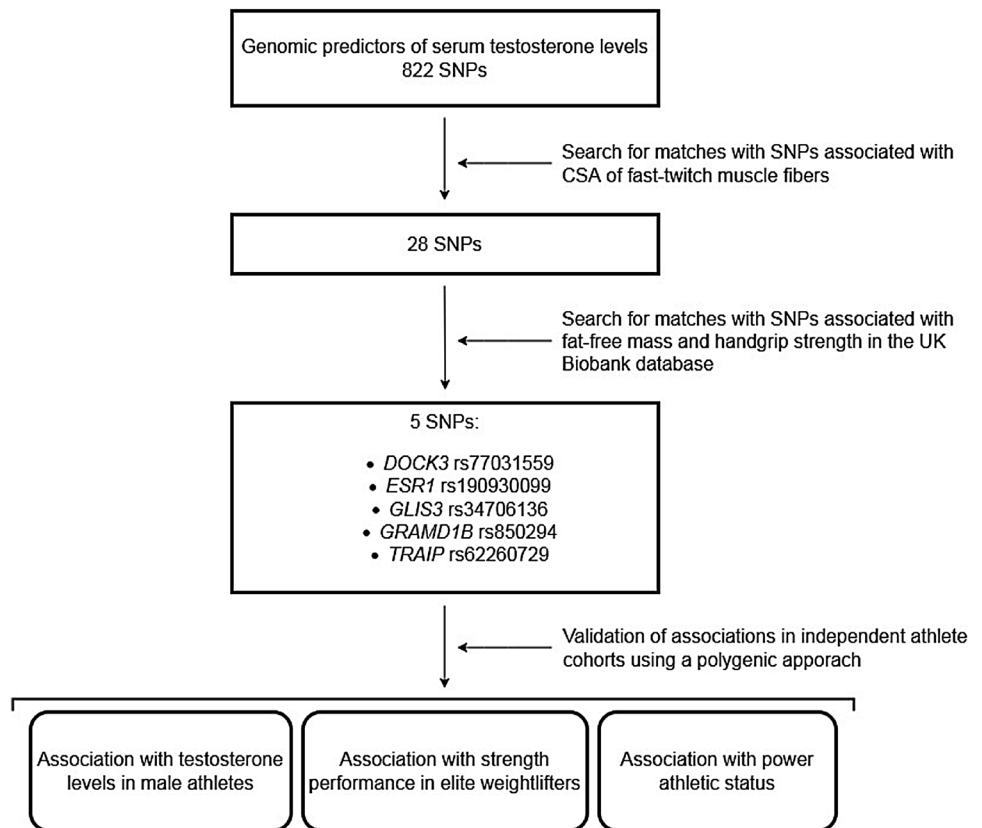 Genomic predictors of serum testosterone levels
822 SNPs
Search for matches with SNPs associated with
CSA of fast-twitch muscle fibers
28 SNPs
Search for matches with SNPs associated with
fat-free mass and handgrip strength in the UK
Biobank database
5 SNPs:
• DOCK3 rs77031559
• ESR1 rs190930099
• GLIS3 rs34706136
• GRAMD1B rs850294
• TRAIP rs62260729
Validation of associations in independent athlete
cohorts using a polygenic apporach
Association with testosterone
levels in male athletes
Association with strength
performance in elite weightlifters
Association with power
athletic status